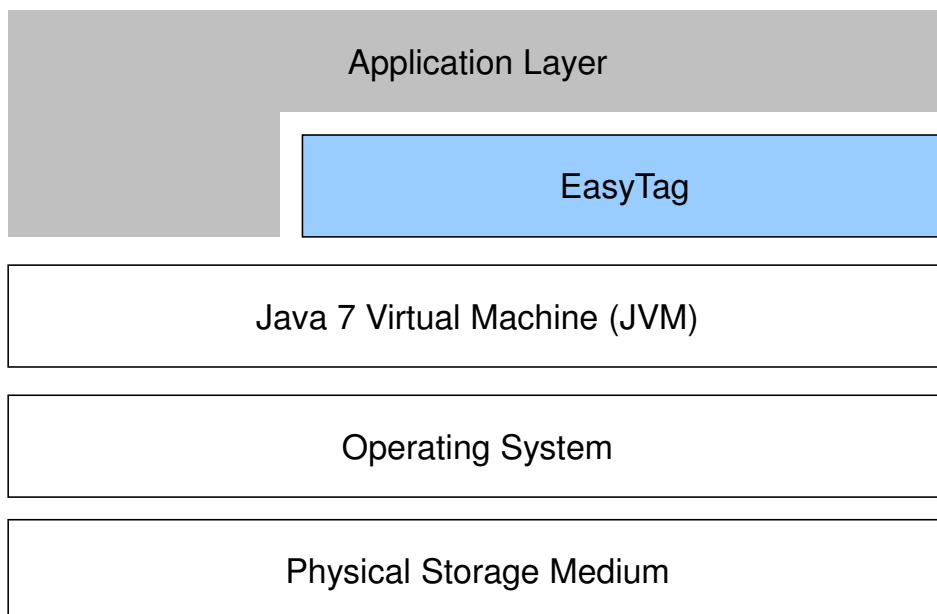 Application Layer
EasyTag
Java 7 Virtual Machine (JVM)
Operating System
Physical Storage Medium